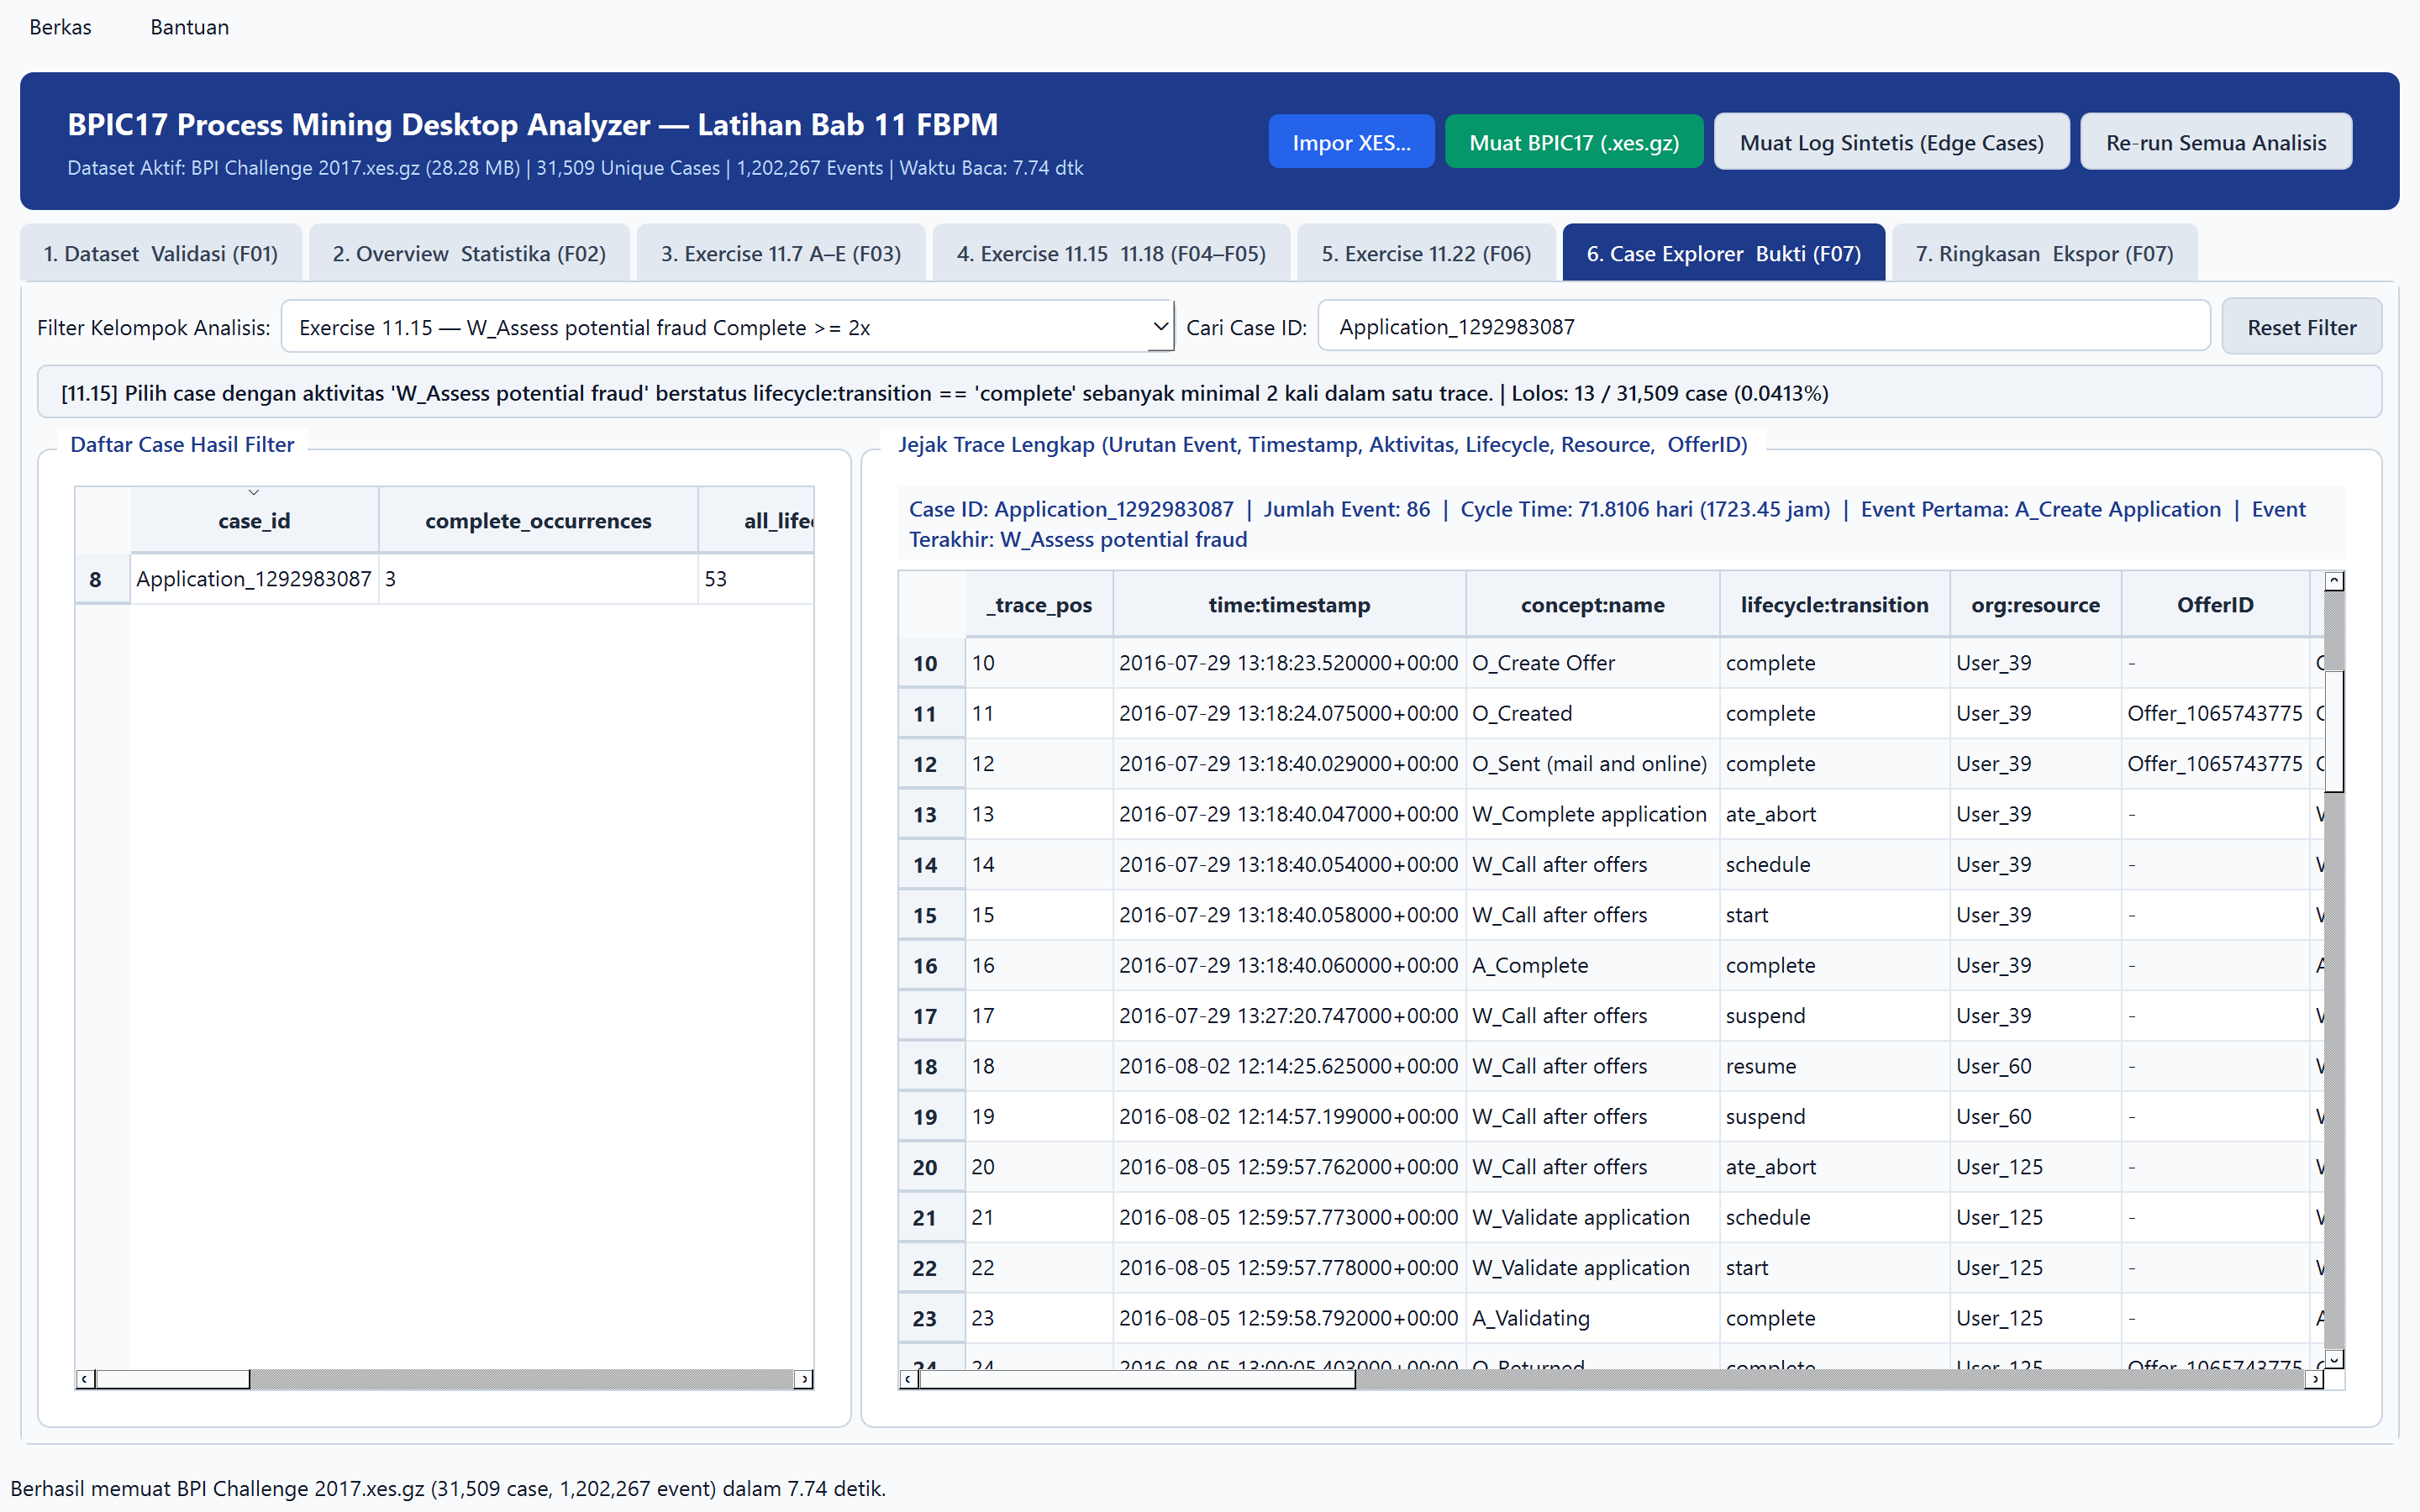 Berkas Bantuan
BPIC17 Process Mining Desktop Analyzer — Latihan Bab 11 FBPM
Dataset Aktif: BPI Challenge 2017.xes.gz (28.28 MB) | 31,509 Unique Cases | 1,202,267 Events | Waktu Baca: 7.74 dtk
Impor XES... Muat BPIC17 (.xes.gz) Muat Log Sintetis (Edge Cases) Re-run Semua Analisis
1. Dataset Validasi (F01) 2. Overview Statistika (F02) 3. Exercise 11.7 A–E (F03) 4. Exercise 11.15 11.18 (F04–F05) 5. Exercise 11.22 (F06) 6. Case Explorer Bukti (F07) 7. Ringkasan Ekspor (F07)
Filter Kelompok Analisis: Exercise 11.15 — W_Assess potential fraud Complete >= 2x Cari Case ID: Application_1292983087 Reset Filter
[11.15] Pilih case dengan aktivitas 'W_Assess potential fraud' berstatus lifecycle:transition == 'complete' sebanyak minimal 2 kali dalam satu trace. | Lolos: 13 / 31,509 case (0.0413%)
Daftar Case Hasil Filter
case_id complete_occurrences
8 Application_1292983087 3 53
Jejak Trace Lengkap (Urutan Event, Timestamp, Aktivitas, Lifecycle, Resource, OfferID)
Case ID: Application_1292983087 | Jumlah Event: 86 | Cycle Time: 71.8106 hari (1723.45 jam) | Event Pertama: A_Create Application | Event
Terakhir: W_Assess potential fraud
_trace_pos time:timestamp concept:name lifecycle:transition org:resource OfferID
10 10 2016-07-29 13:18:23.520000+00:00 O_Create Offer complete User_39 -
11 11 2016-07-29 13:18:24.075000+00:00 O_Created complete User_39 Offer_1065743775
12 12 2016-07-29 13:18:40.029000+00:00 O_Sent (mail and online) complete User_39 Offer_1065743775
13 13 2016-07-29 13:18:40.047000+00:00 W_Complete application ate_abort User_39 -
14 14 2016-07-29 13:18:40.054000+00:00 W_Call after offers schedule User_39 -
15 15 2016-07-29 13:18:40.058000+00:00 W_Call after offers start User_39 -
16 16 2016-07-29 13:18:40.060000+00:00 A_Complete complete User_39 -
17 17 2016-07-29 13:27:20.747000+00:00 W_Call after offers suspend User_39 -
18 18 2016-08-02 12:14:25.625000+00:00 W_Call after offers resume User_60 -
19 19 2016-08-02 12:14:57.199000+00:00 W_Call after offers suspend User_60 -
20 20 2016-08-05 12:59:57.762000+00:00 W_Call after offers ate_abort User_125 -
21 21 2016-08-05 12:59:57.773000+00:00 W_Validate application schedule User_125 -
22 22 2016-08-05 12:59:57.778000+00:00 W_Validate application start User_125 -
23 23 2016-08-05 12:59:58.792000+00:00 A_Validating complete User_125 -
24 24 2016-08-05 13:00:05.403000+00:00 O_Returned complete User_125 Offer_1065743775
Berhasil memuat BPI Challenge 2017.xes.gz (31,509 case, 1,202,267 event) dalam 7.74 detik.